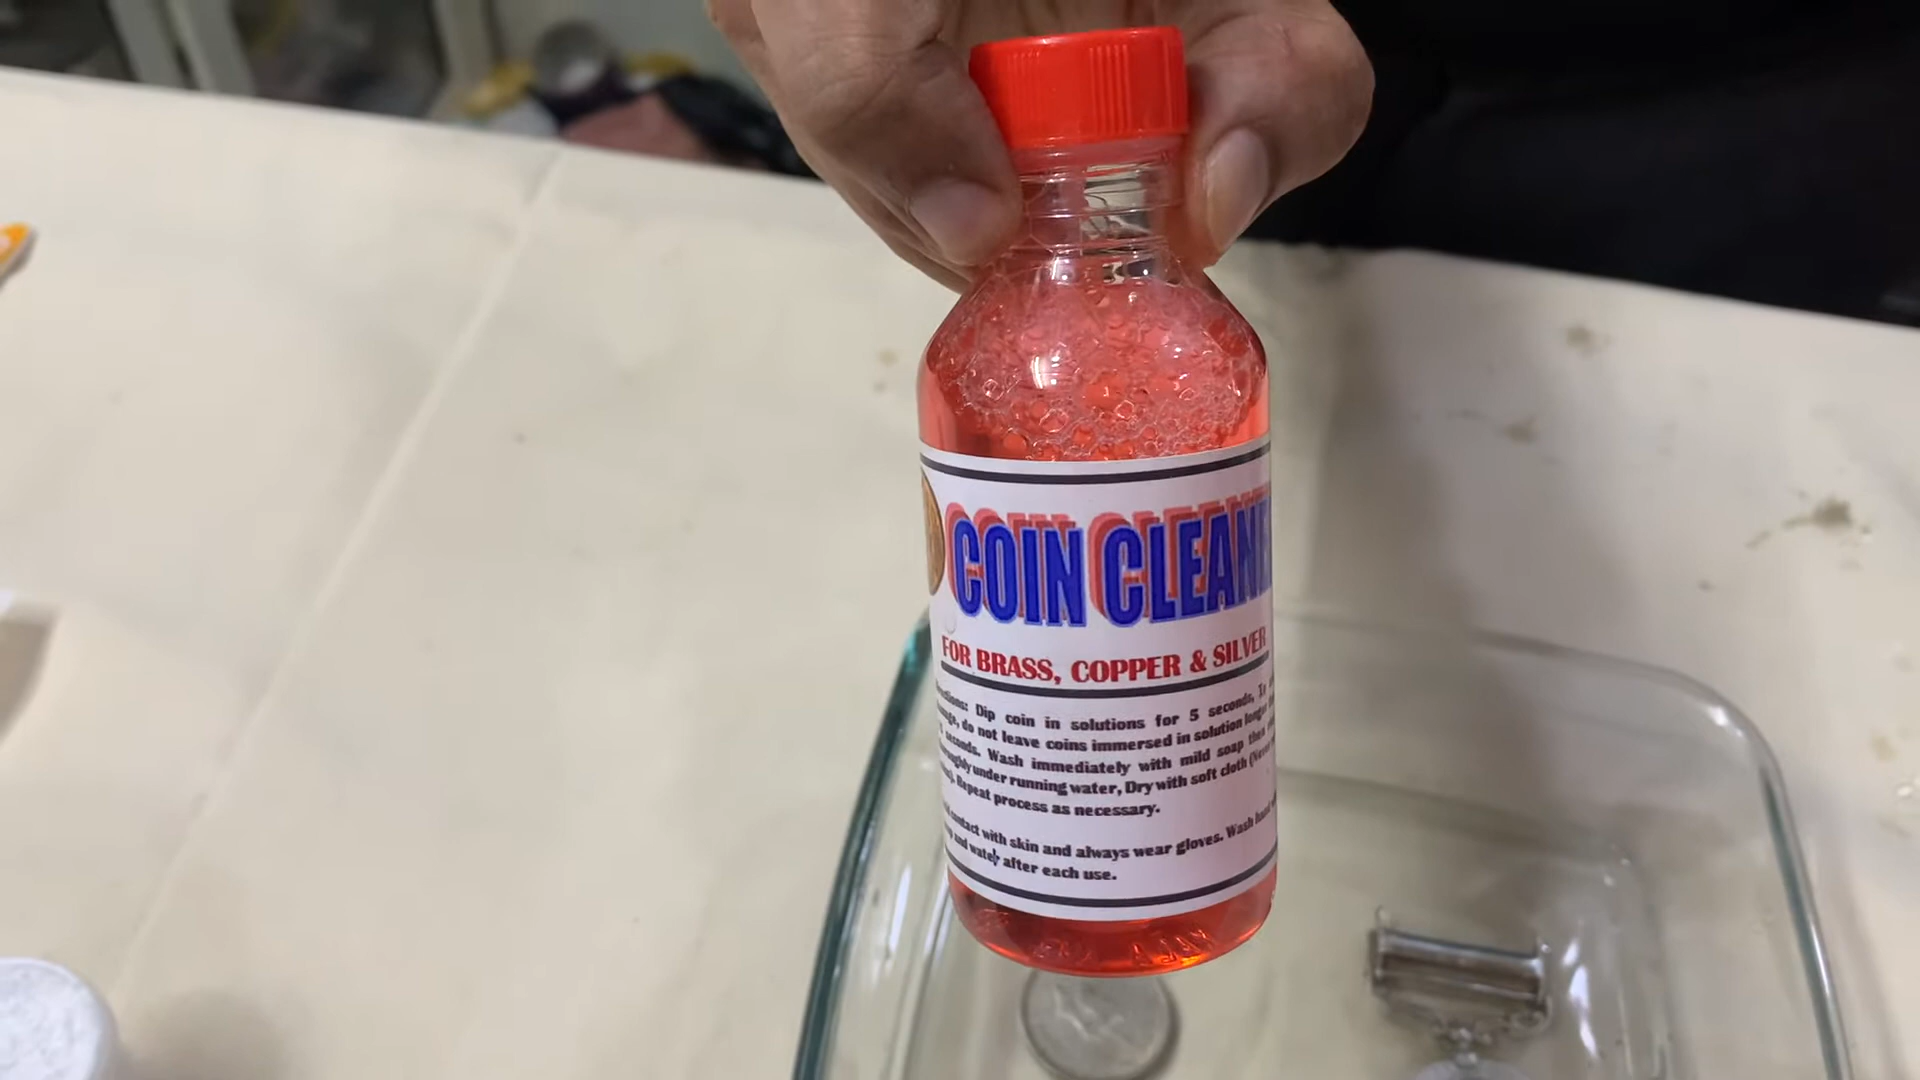 COIN CLEANE
FOR BRASS, COPPER & SILVER
Dip coin in solutions for 5 seconds,
do not leave coins immersed in solution
seconds. Wash immediately with mild soap
under running water, Dry with soft cloth
Repeat process as necessary.
contact with skin and always wear gloves. Wash
and water after each use.